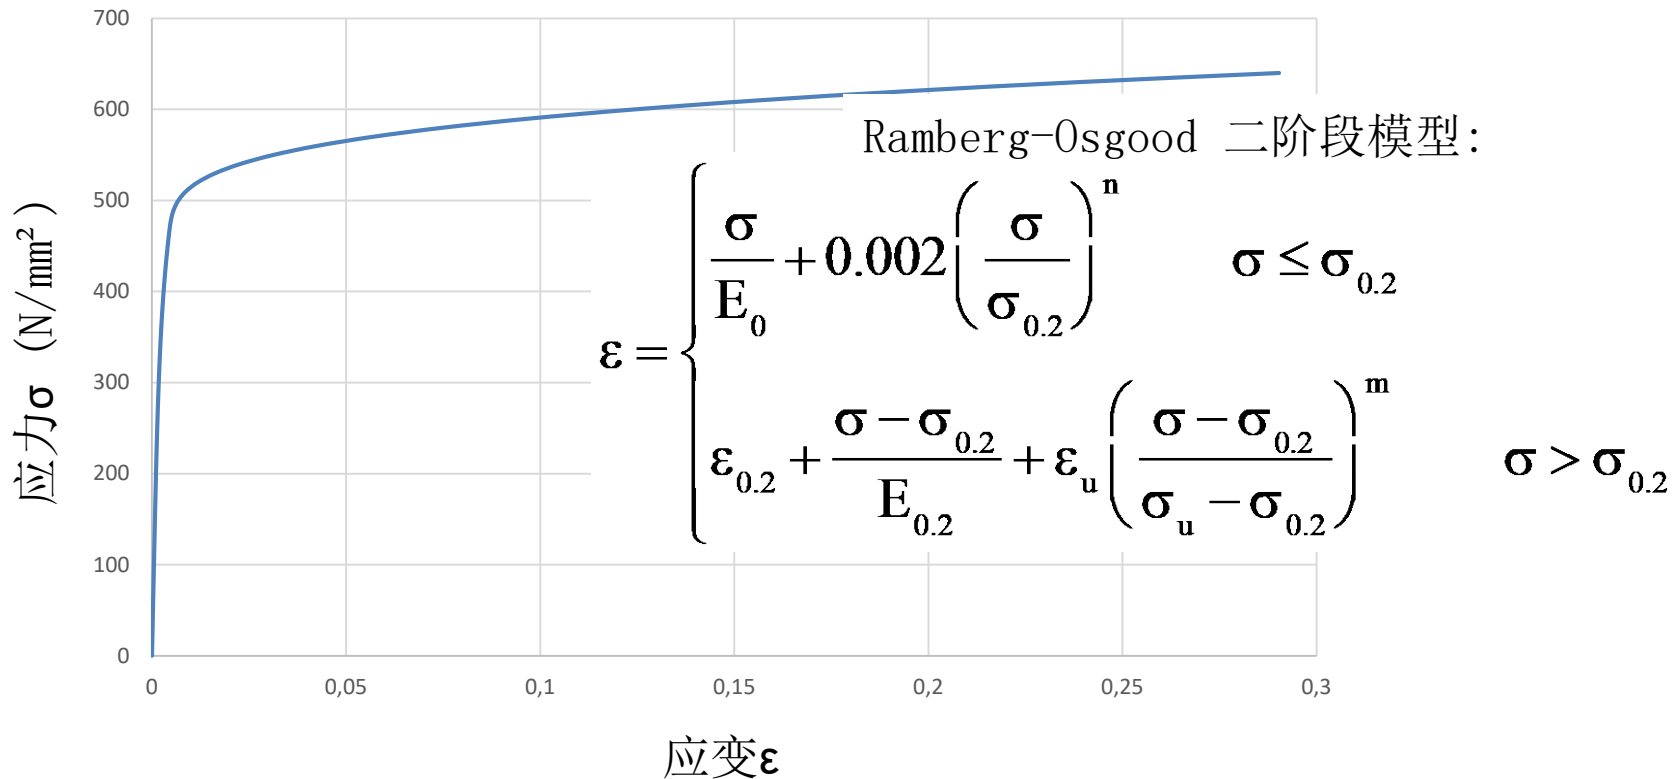 700
600
500
400
300
200
100
0
应力σ (N/mm²)
Ramberg-Osgood 二阶段模型:
ε = { σ/E₀ + 0.002(σ/σ₀.₂)ⁿ σ ≤ σ₀.₂
ε₀.₂ + (σ − σ₀.₂)/E₀.₂ + εᵤ((σ − σ₀.₂)/(σᵤ − σ₀.₂))ᵐ σ > σ₀.₂
0 0,05 0,1 0,15 0,2 0,25 0,3
应变ε